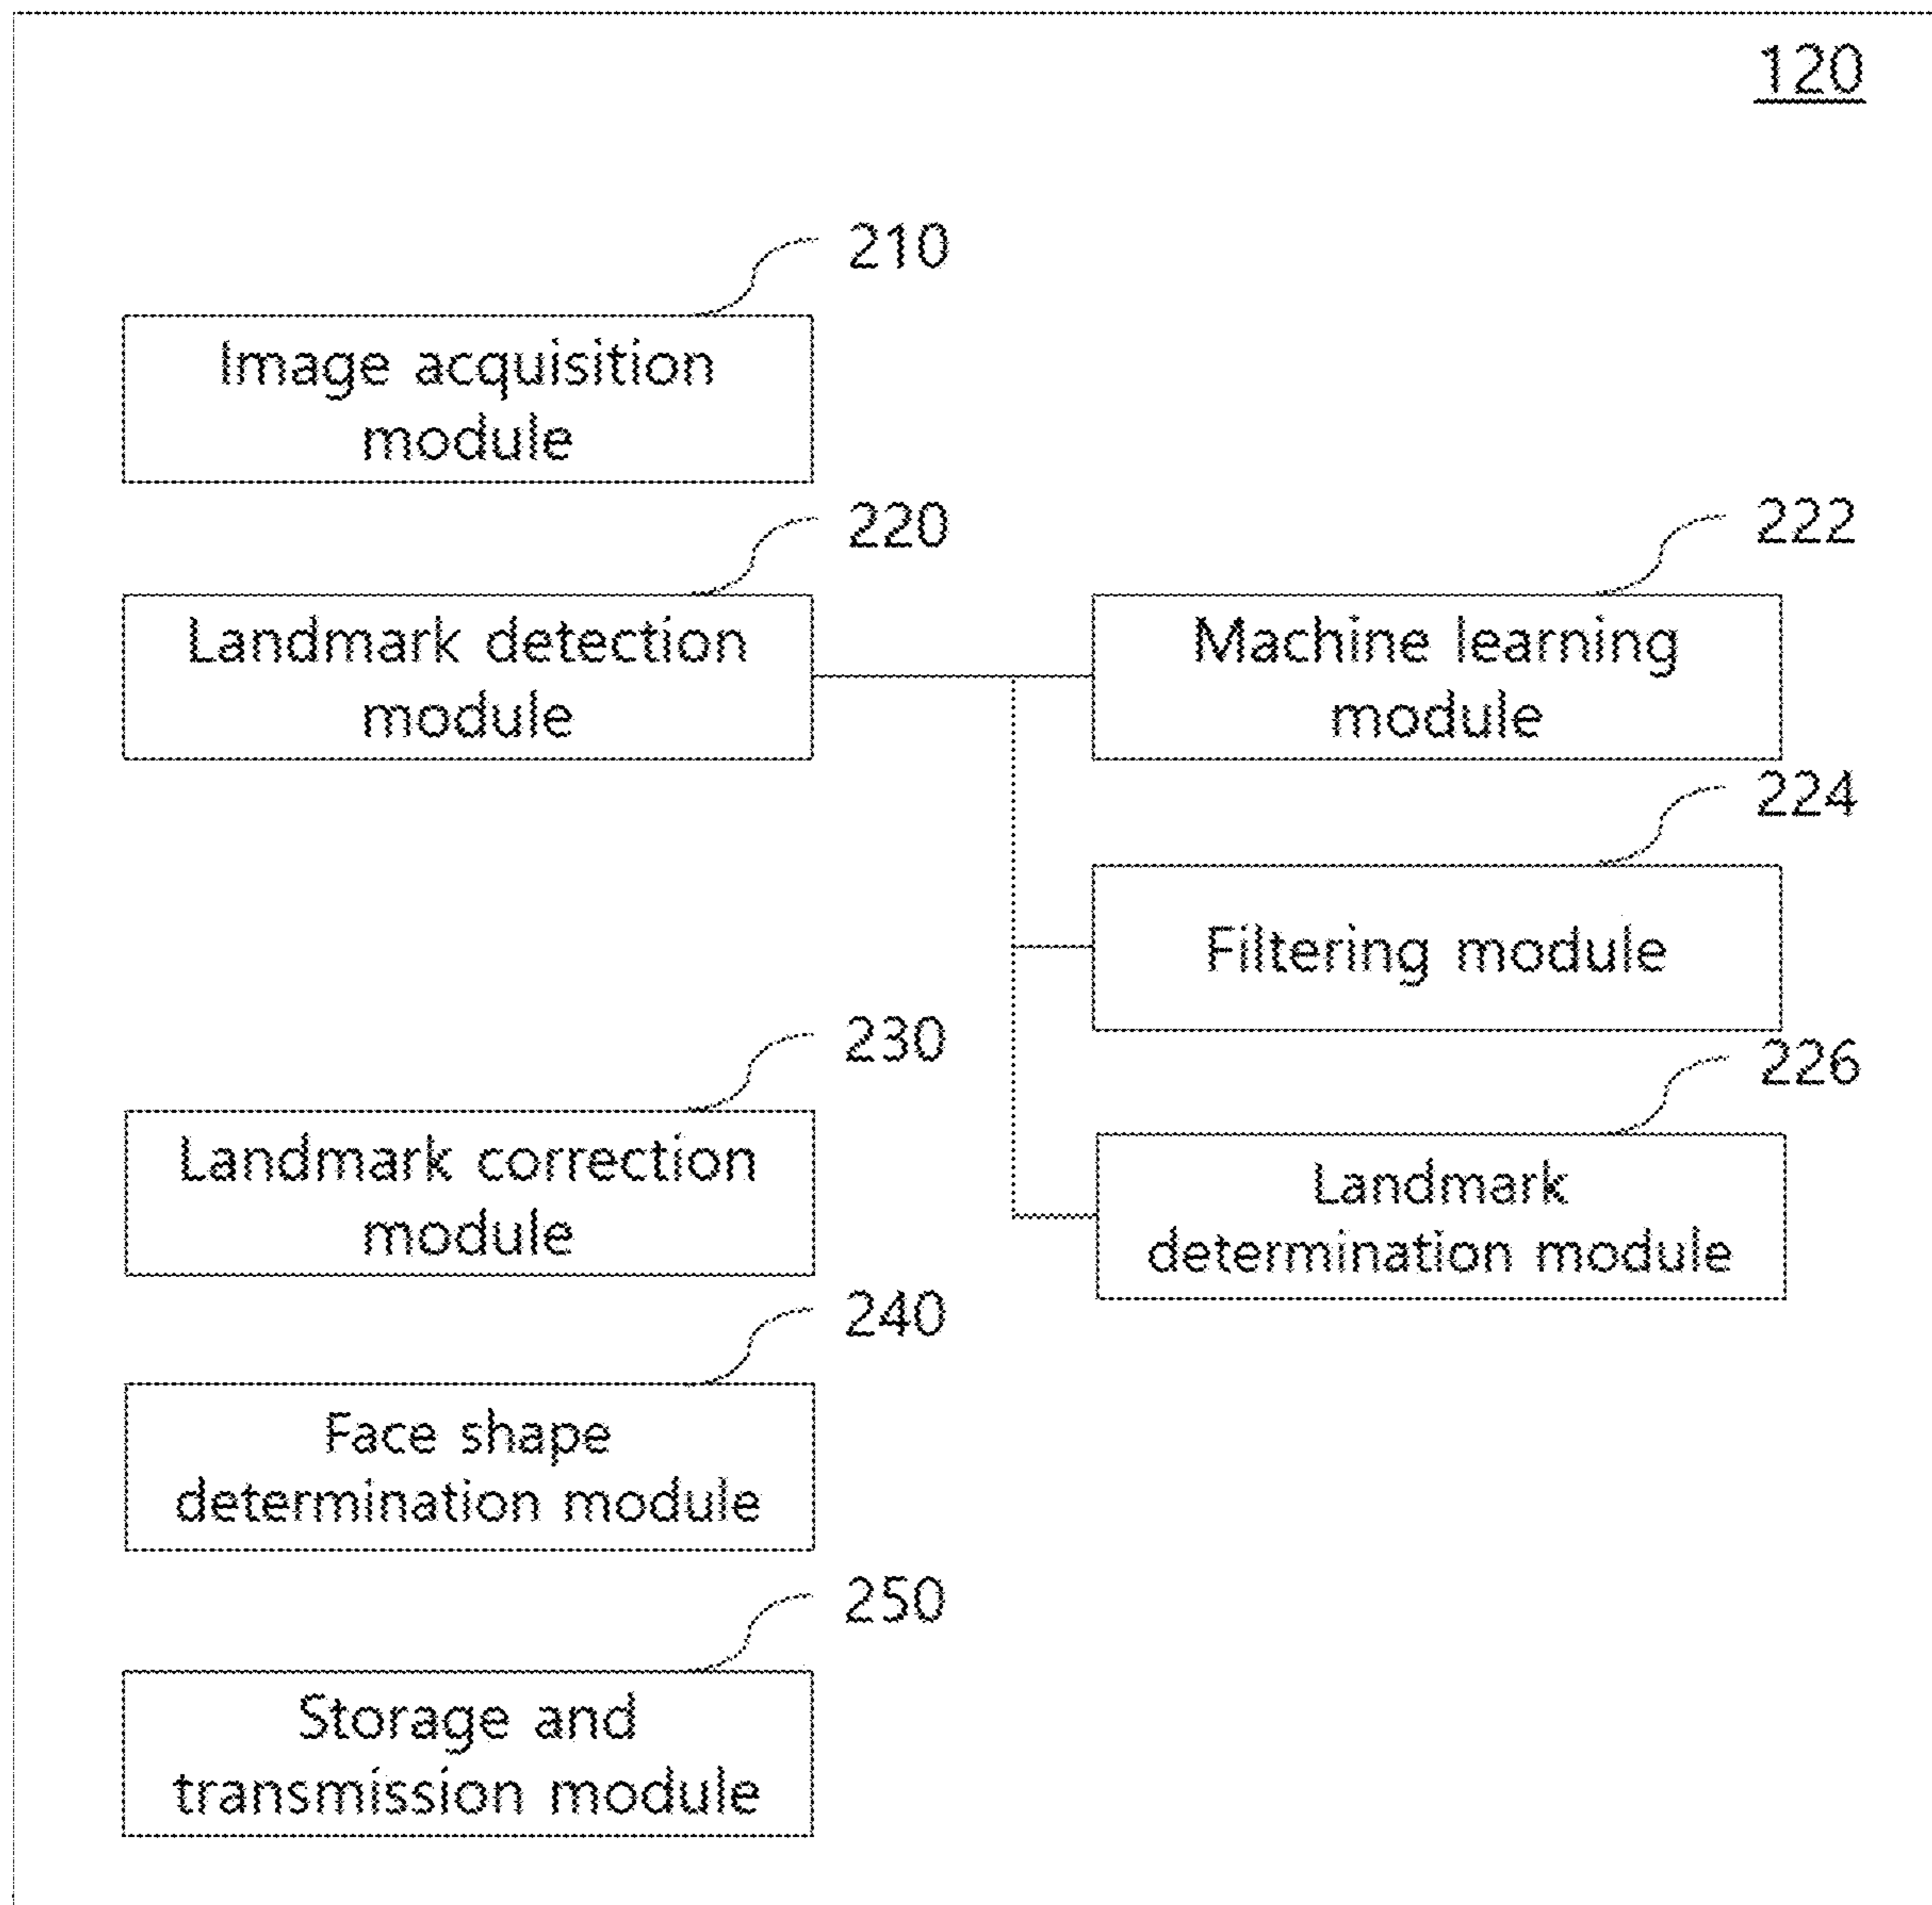 120
210
Image acquisition
module
220
Landmark detection
module
222
Machine learning
module
224
Filtering module
226
Landmark
determination module
230
Landmark correction
module
240
Face shape
determination module
250
Storage and
transmission module